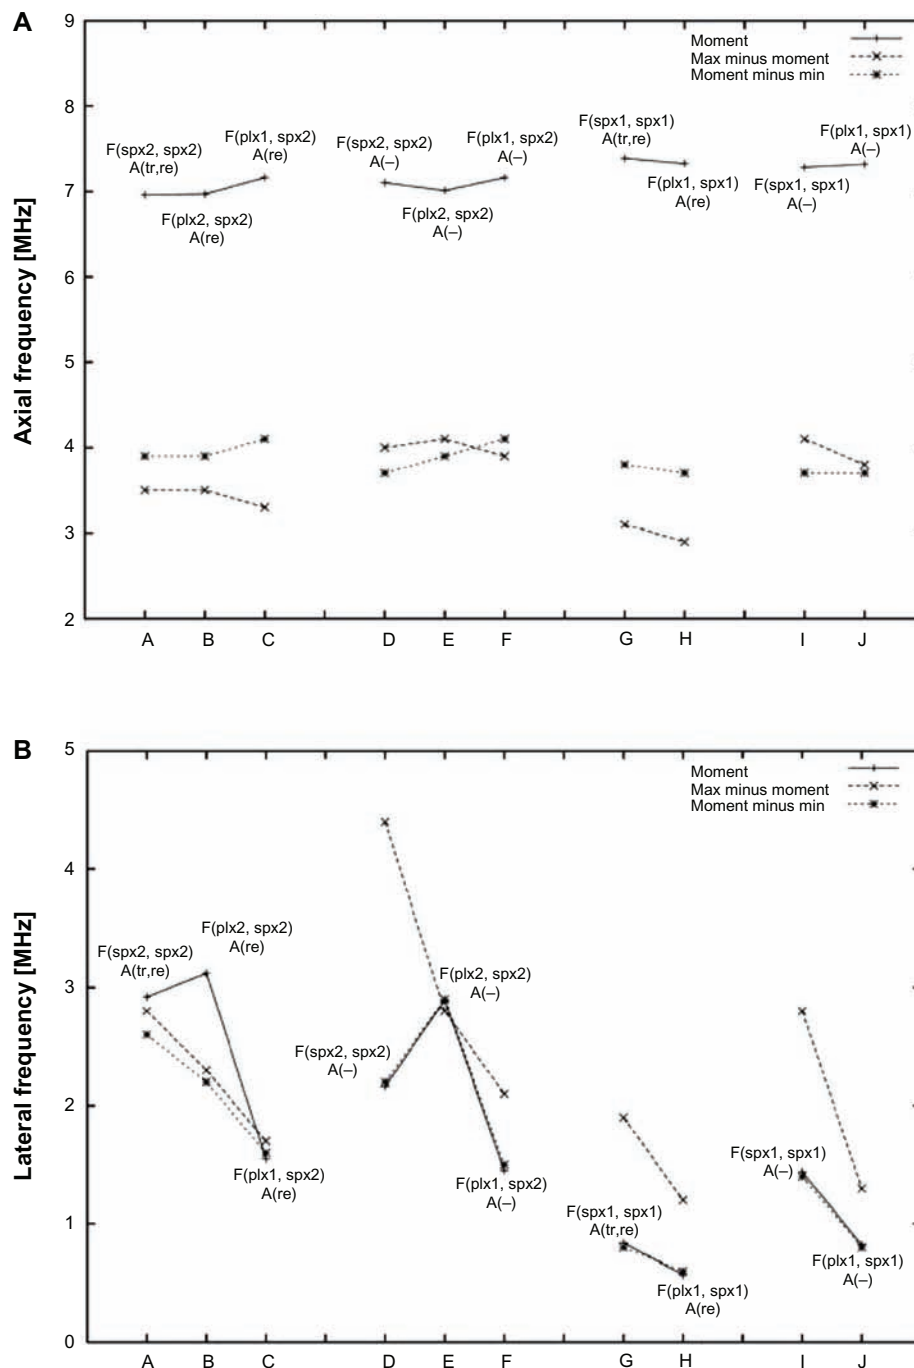 A
9
8
7
6
5
4
3
2
Axial frequency [MHz]
Moment
Max minus moment
Moment minus min
F(spx2, spx2)
A(tr,re)
F(plx2, spx2)
A(re)
F(plx1, spx2)
A(re)
F(spx2, spx2)
A(–)
F(plx2, spx2)
A(–)
F(plx1, spx2)
A(–)
F(spx1, spx1)
A(tr,re)
F(plx1, spx1)
A(re)
F(spx1, spx1)
A(–)
F(plx1, spx1)
A(–)
A B C D E F G H I J
B
5
4
3
2
1
0
Lateral frequency [MHz]
Moment
Max minus moment
Moment minus min
F(spx2, spx2)
A(tr,re)
F(plx2, spx2)
A(re)
F(plx1, spx2)
A(re)
F(spx2, spx2)
A(–)
F(plx2, spx2)
A(–)
F(plx1, spx2)
A(–)
F(spx1, spx1)
A(tr,re)
F(plx1, spx1)
A(re)
F(spx1, spx1)
A(–)
F(plx1, spx1)
A(–)
A B C D E F G H I J